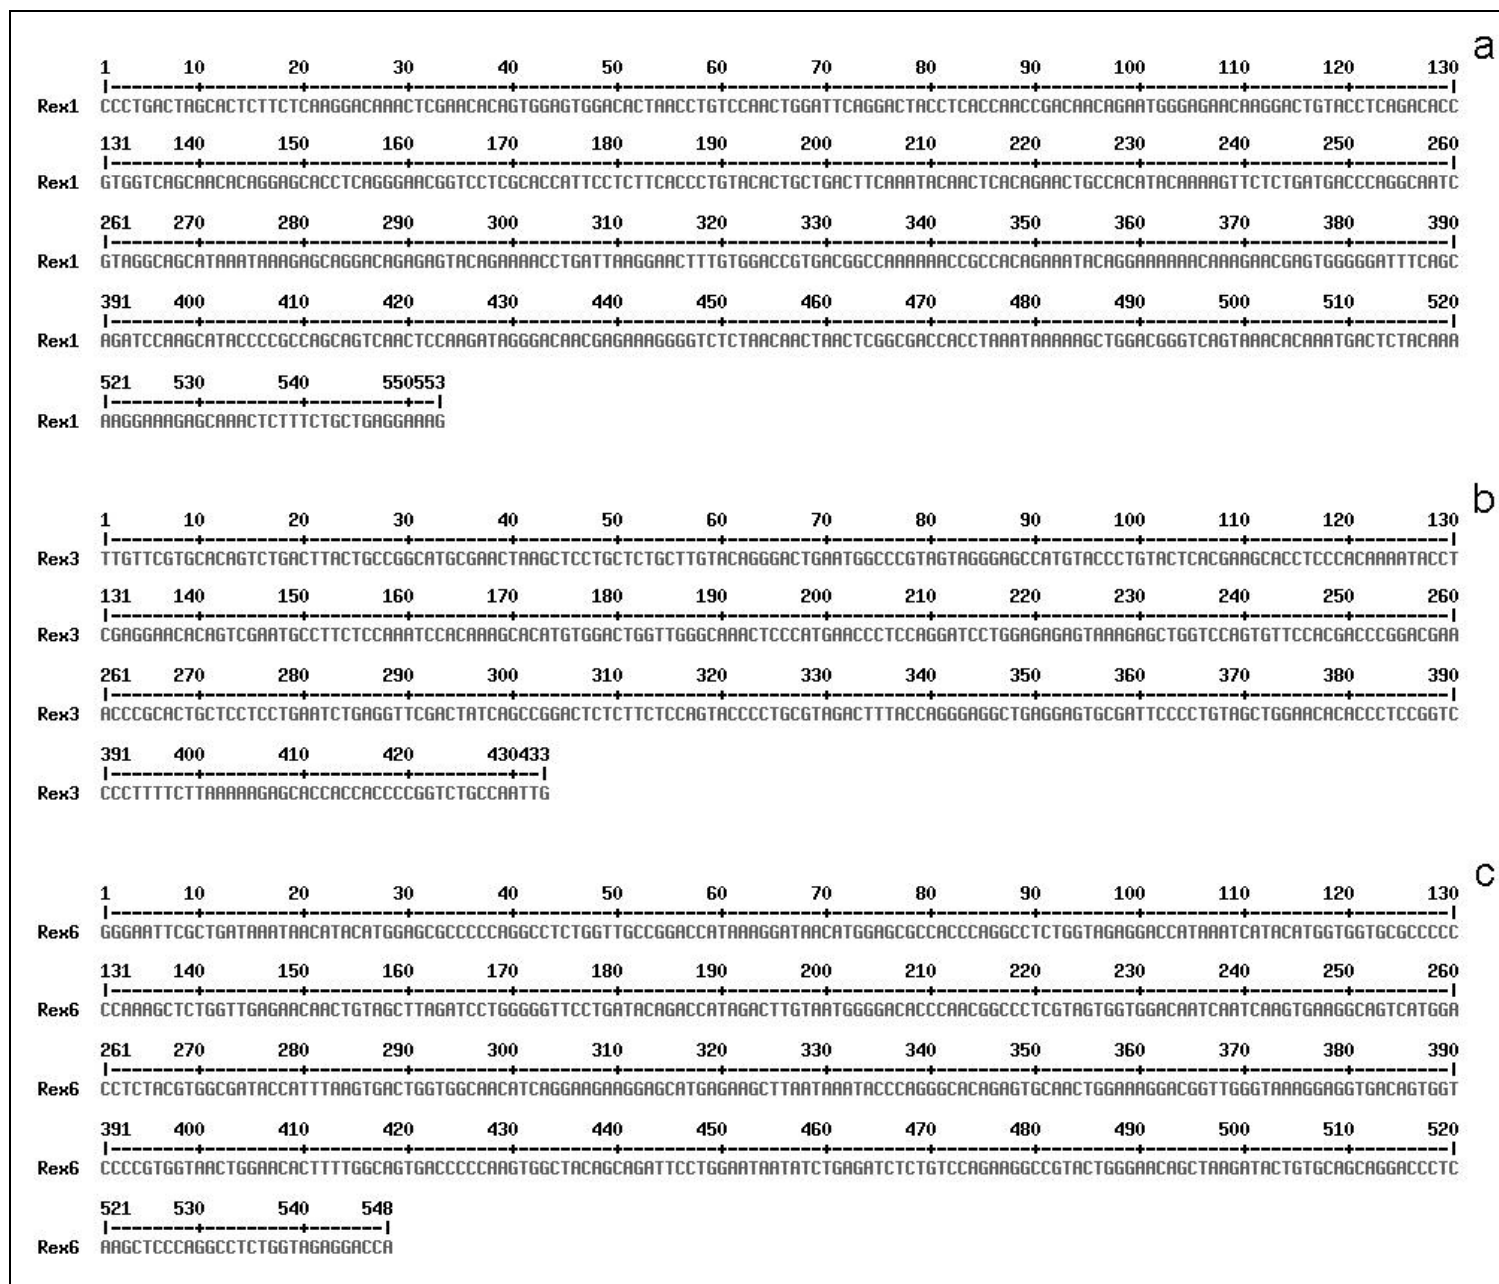 a
1 10 20 30 40 50 60 70 80 90 100 110 120 130
|--------+---------+---------+---------+---------+---------+---------+---------+---------+---------+---------+---------+---------|
Rex1 CCCTGACTAGCACTCTTCTCAAGGACAAACTCGAACACAGTGGAGTGGACACTAACCTGTCCAACTGGATTCAGGACTACCTCACCAACCGACAACAGAATGGGAGAACAAGGACTGTACCTCAGACACC
131 140 150 160 170 180 190 200 210 220 230 240 250 260
|--------+---------+---------+---------+---------+---------+---------+---------+---------+---------+---------+---------+---------|
Rex1 GTGGTCAGCAACACAGGAGCACCTCAGGGAACGGTCCTCGCACCATTCCTCTTCACCCTGTACACTGCTGACTTCAAATACAACTCACAGAACTGCCACATACAAAAGTTCTCTGATGACCCAGGCAATC
261 270 280 290 300 310 320 330 340 350 360 370 380 390
|--------+---------+---------+---------+---------+---------+---------+---------+---------+---------+---------+---------+---------|
Rex1 GTAGGCAGCATAAATAAAGAGCAGGACAGAGAGTACAGAAAACCTGATTAAGGAACTTTGTGGACCGTGACGGCCAAAAAACCGCCACAGAAATACAGGAAAAAACAAAGAACGAGTGGGGGATTTCAGC
391 400 410 420 430 440 450 460 470 480 490 500 510 520
|--------+---------+---------+---------+---------+---------+---------+---------+---------+---------+---------+---------+---------|
Rex1 AGATCCAAGCATACCCCGCCAGCAGTCAACTCCAAGATAGGGACAACGAGAAAGGGGTCTCTAACAACTAACTCGGCGACCACCTAAATAAAAAGCTGGACGGGTCAGTAAACACAAATGACTCTACAAA
521 530 540 550553
|--------+---------+---------+--|
Rex1 AAGGAAAGAGCAAACTCTTTCTGCTGAGGAAAG
b
1 10 20 30 40 50 60 70 80 90 100 110 120 130
|--------+---------+---------+---------+---------+---------+---------+---------+---------+---------+---------+---------+---------|
Rex3 TTGTTCGTGCACAGTCTGACTTACTGCCGGCATGCGAACTAAGCTCCTGCTCTGCTTGTACAGGGACTGAATGGCCCGTAGTAGGGAGCCATGTACCCTGTACTCACGAAGCACCTCCCACAAAATACCT
131 140 150 160 170 180 190 200 210 220 230 240 250 260
|--------+---------+---------+---------+---------+---------+---------+---------+---------+---------+---------+---------+---------|
Rex3 CGAGGAACACAGTCGAATGCCTTCTCCAAATCCACAAAGCACATGTGGACTGGTTGGGCAAACTCCCATGAACCCTCCAGGATCCTGGAGAGAGTAAAGAGCTGGTCCAGTGTTCCACGACCCGGACGAA
261 270 280 290 300 310 320 330 340 350 360 370 380 390
|--------+---------+---------+---------+---------+---------+---------+---------+---------+---------+---------+---------+---------|
Rex3 ACCCGCACTGCTCCTCCTGAATCTGAGGTTCGACTATCAGCCGGACTCTCTTCTCCAGTACCCCTGCGTAGACTTTACCAGGGAGGCTGAGGAGTGCGATTCCCCTGTAGCTGGAACACACCCTCCGGTC
391 400 410 420 430433
|--------+---------+---------+---------+--|
Rex3 CCCTTTTCTTAAAAAGAGCACCACCACCCCGGTCTGCCAATTG
c
1 10 20 30 40 50 60 70 80 90 100 110 120 130
|--------+---------+---------+---------+---------+---------+---------+---------+---------+---------+---------+---------+---------|
Rex6 GGGAATTCGCTGATAAATAACATACATGGAGCGCCCCCAGGCCTCTGGTTGCCGGACCATAAAGGATAACATGGAGCGCCACCCAGGCCTCTGGTAGAGGACCATAAATCATACATGGTGGTGCGCCCCC
131 140 150 160 170 180 190 200 210 220 230 240 250 260
|--------+---------+---------+---------+---------+---------+---------+---------+---------+---------+---------+---------+---------|
Rex6 CCAAAGCTCTGGTTGAGAACAACTGTAGCTTAGATCCTGGGGGTTCCTGATACAGACCATAGACTTGTAATGGGGACACCCAACGGCCCTCGTAGTGGTGGACAATCAATCAAGTGAAGGCAGTCATGGA
261 270 280 290 300 310 320 330 340 350 360 370 380 390
|--------+---------+---------+---------+---------+---------+---------+---------+---------+---------+---------+---------+---------|
Rex6 CCTCTACGTGGCGATACCATTTAAGTGACTGGTGGCAACATCAGGAAGAAGGAGCATGAGAAGCTTAATAAATACCCAGGGCACAGAGTGCAACTGGAAAGGACGGTTGGGTAAAGGAGGTGACAGTGGT
391 400 410 420 430 440 450 460 470 480 490 500 510 520
|--------+---------+---------+---------+---------+---------+---------+---------+---------+---------+---------+---------+---------|
Rex6 CCCCGTGGTAACTGGAACACTTTTGGCAGTGACCCCCAAGTGGCTACAGCAGATTCCTGGAATAATATCTGAGATCTCTGTCCAGAAGGCCGTACTGGGAACAGCTAAGATACTGTGCAGCAGGACCCTC
521 530 540 548
|--------+---------+-------|
Rex6 AAGCTCCCAGGCCTCTGGTAGAGGACCA